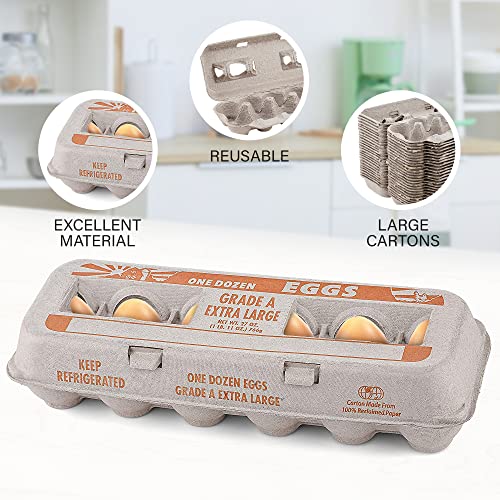 KEEP
REFRIGERATED
EXCELLENT
MATERIAL
REUSABLE
LARGE
CARTONS
ONE DOZEN EGGS
GRADE A
EXTRA LARGE
NET WT. 27 OZ.
(1 LB. 11 OZ.) 765g
KEEP
REFRIGERATED
ONE DOZEN EGGS
GRADE A EXTRA LARGE
Carton Made From
100% Reclaimed Paper